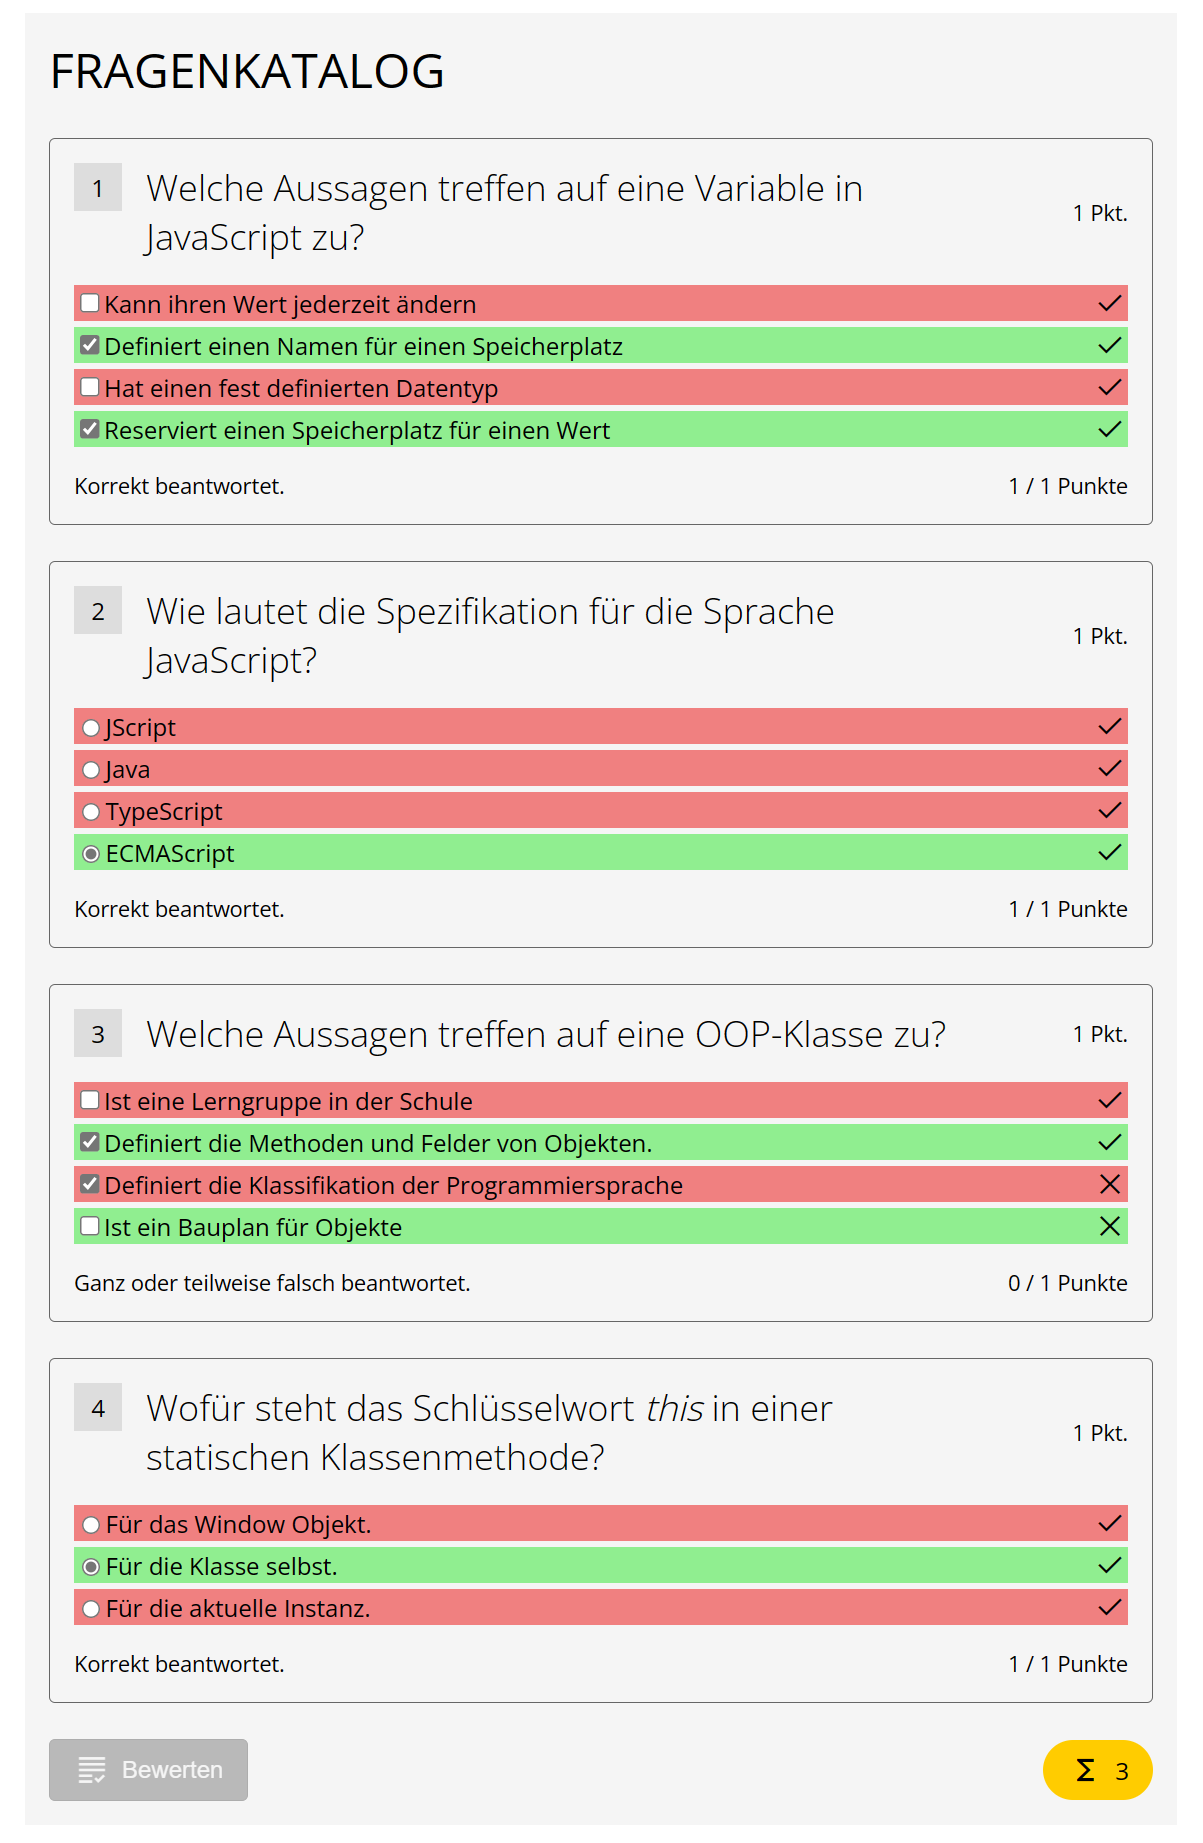 FRAGENKATALOG
1
Welche Aussagen treffen auf eine Variable in
JavaScript zu?
1 Pkt.
Kann ihren Wert jederzeit ändern
Definiert einen Namen für einen Speicherplatz
Hat einen fest definierten Datentyp
Reserviert einen Speicherplatz für einen Wert
Korrekt beantwortet.
1 / 1 Punkte
2
Wie lautet die Spezifikation für die Sprache
JavaScript?
1 Pkt.
JScript
Java
TypeScript
ECMAScript
Korrekt beantwortet.
1 / 1 Punkte
3
Welche Aussagen treffen auf eine OOP-Klasse zu?
1 Pkt.
Ist eine Lerngruppe in der Schule
Definiert die Methoden und Felder von Objekten.
Definiert die Klassifikation der Programmiersprache
Ist ein Bauplan für Objekte
Ganz oder teilweise falsch beantwortet.
0 / 1 Punkte
4
Wofür steht das Schlüsselwort this in einer
statischen Klassenmethode?
1 Pkt.
Für das Window Objekt.
Für die Klasse selbst.
Für die aktuelle Instanz.
Korrekt beantwortet.
1 / 1 Punkte
Bewerten
Σ 3